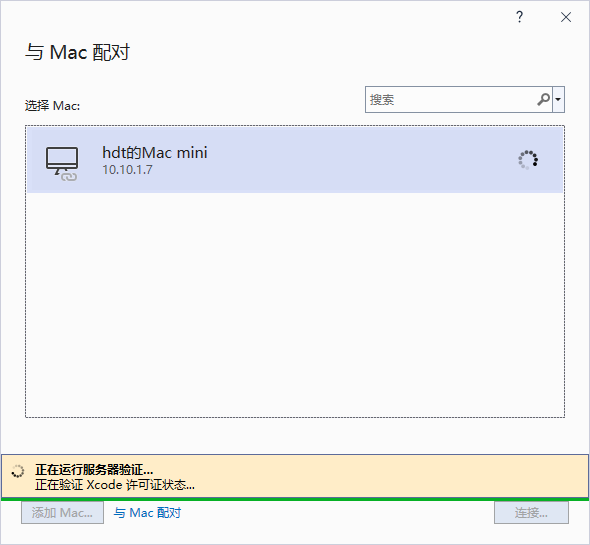 ?
与 Mac 配对
选择 Mac:
搜索
hdt的Mac mini
10.10.1.7
正在运行服务器验证...
正在验证 Xcode 许可证状态...
添加 Mac...
与 Mac 配对
连接...